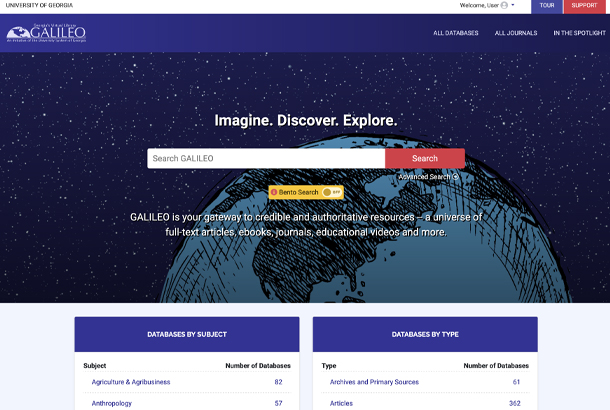 UNIVERSITY OF GEORGIA
Welcome, User
TOUR
SUPPORT
Georgia's Virtual Library
GALILEO
An Initiative of the University System of Georgia
ALL DATABASES
ALL JOURNALS
IN THE SPOTLIGHT
Imagine. Discover. Explore.
Search GALILEO
Search
Advanced Search
Bento Search
OFF
GALILEO is your gateway to credible and authoritative resources -- a universe of
full-text articles, ebooks, journals, educational videos and more.
DATABASES BY SUBJECT
DATABASES BY TYPE
Subject Number of Databases
Type Number of Databases
Agriculture & Agribusiness 82
Archives and Primary Sources 61
Anthropology 57
Articles 362